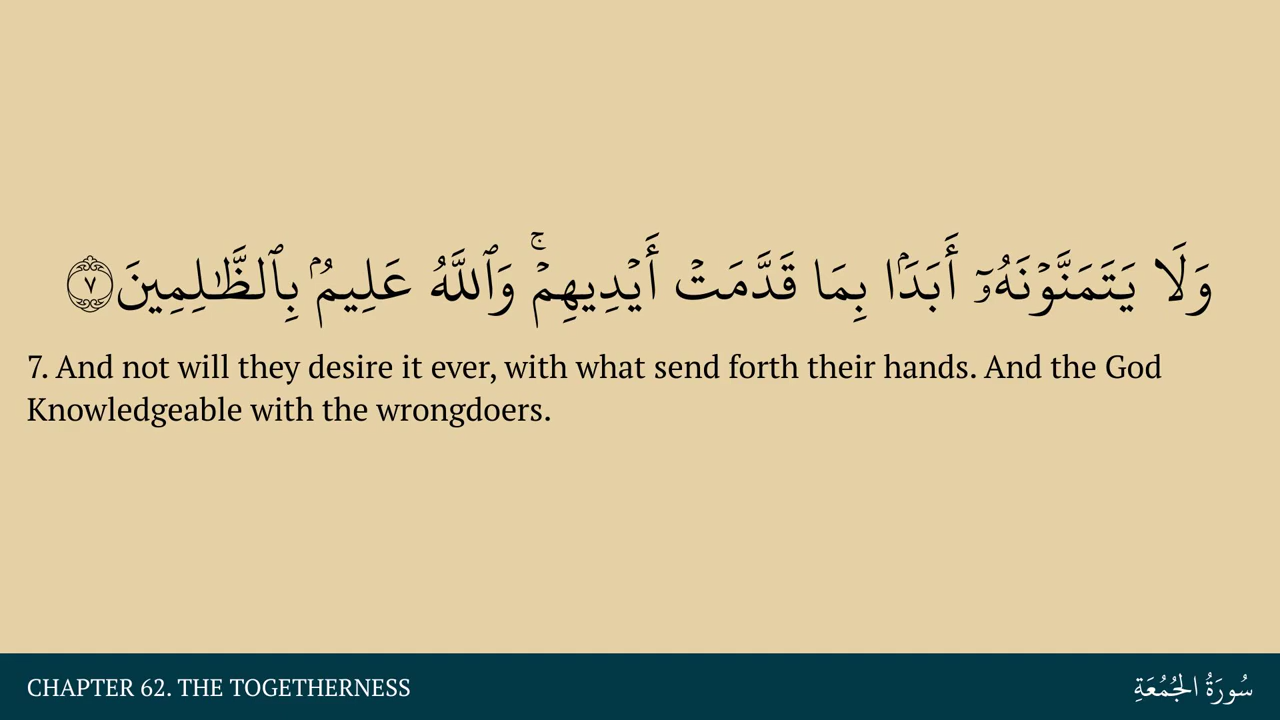 وَلَا يَتَمَنَّوۡنَهُۥٓ أَبَدَۢا بِمَا قَدَّمَتۡ أَيۡدِيهِمۡۚ وَٱللَّهُ عَلِيمُۢ بِٱلظَّٰلِمِينَ ٧
7. And not will they desire it ever, with what send forth their hands. And the God
Knowledgeable with the wrongdoers.
CHAPTER 62. THE TOGETHERNESS
سُورَةُ الجُمُعَةِ